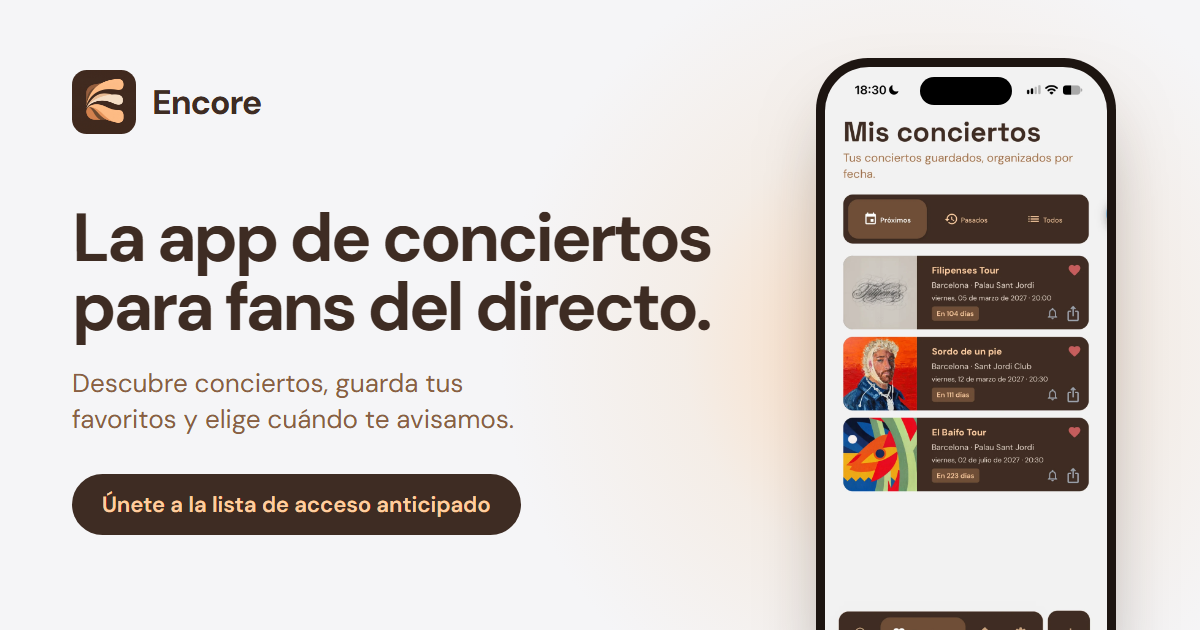 Encore
La app de conciertos
para fans del directo.
Descubre conciertos, guarda tus
favoritos y elige cuándo te avisamos.
Únete a la lista de acceso anticipado
18:30
Mis conciertos
Tus conciertos guardados, organizados por
fecha.
Próximos
Pasados
Todos
Filipenses Tour
Barcelona · Palau Sant Jordi
viernes, 05 de marzo de 2027 · 20:00
En 104 días
Sordo de un pie
Barcelona · Sant Jordi Club
viernes, 12 de marzo de 2027 · 20:30
En 111 días
El Baifo Tour
Barcelona · Palau Sant Jordi
viernes, 02 de julio de 2027 · 20:30
En 223 días